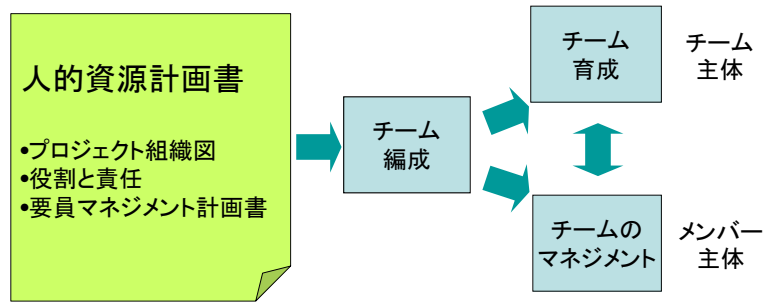 人的資源計画書
•プロジェクト組織図
•役割と責任
•要員マネジメント計画書
チーム
編成
チーム
育成
チーム
主体
チームの
マネジメント
メンバー
主体